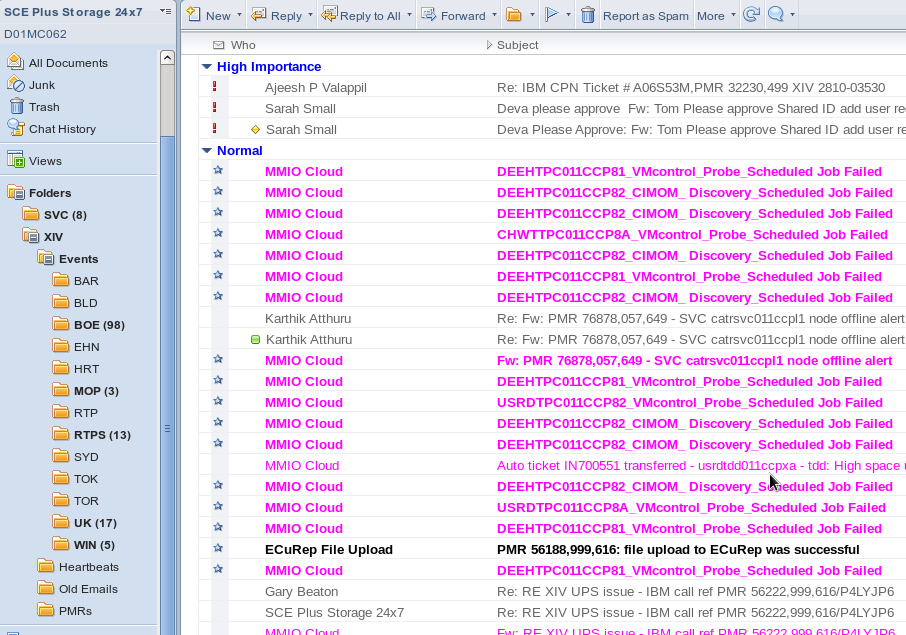 SCE Plus Storage 24x7
D01MC062
All Documents
Junk
Trash
Chat History
Views
Folders
SVC (8)
XIV
Events
BAR
BLD
BOE (98)
EHN
HRT
MOP (3)
RTP
RTPS (13)
SYD
TOK
TOR
UK (17)
WIN (5)
Heartbeats
Old Emails
PMRs
New Reply Reply to All Forward Report as Spam More
Who Subject
High Importance
Ajeesh P Valappil Re: IBM CPN Ticket # A06S53M,PMR 32230,499 XIV 2810-03530
Sarah Small Deva please approve Fw: Tom Please approve Shared ID add user re
Sarah Small Deva Please Approve: Fw: Tom Please approve Shared ID add user re
Normal
MMIO Cloud DEEHTPC011CCP81_VMcontrol_Probe_Scheduled Job Failed
MMIO Cloud DEEHTPC011CCP82_CIMOM_ Discovery_Scheduled Job Failed
MMIO Cloud DEEHTPC011CCP82_CIMOM_ Discovery_Scheduled Job Failed
MMIO Cloud CHWTTPC011CCP8A_VMcontrol_Probe_Scheduled Job Failed
MMIO Cloud DEEHTPC011CCP82_CIMOM_ Discovery_Scheduled Job Failed
MMIO Cloud DEEHTPC011CCP81_VMcontrol_Probe_Scheduled Job Failed
MMIO Cloud DEEHTPC011CCP82_CIMOM_ Discovery_Scheduled Job Failed
Karthik Atthuru Re: Fw: PMR 76878,057,649 - SVC catrsvc011ccpl1 node offline alert
Karthik Atthuru Re: Fw: PMR 76878,057,649 - SVC catrsvc011ccpl1 node offline alert
MMIO Cloud Fw: PMR 76878,057,649 - SVC catrsvc011ccpl1 node offline alert
MMIO Cloud DEEHTPC011CCP81_VMcontrol_Probe_Scheduled Job Failed
MMIO Cloud USRDTPC011CCP82_VMcontrol_Probe_Scheduled Job Failed
MMIO Cloud DEEHTPC011CCP82_CIMOM_ Discovery_Scheduled Job Failed
MMIO Cloud DEEHTPC011CCP82_CIMOM_ Discovery_Scheduled Job Failed
MMIO Cloud Auto ticket IN700551 transferred - usrdtdd011ccpxa - tdd: High space
MMIO Cloud DEEHTPC011CCP82_CIMOM_ Discovery_Scheduled Job Failed
MMIO Cloud USRDTPC011CCP8A_VMcontrol_Probe_Scheduled Job Failed
MMIO Cloud DEEHTPC011CCP81_VMcontrol_Probe_Scheduled Job Failed
ECuRep File Upload PMR 56188,999,616: file upload to ECuRep was successful
MMIO Cloud DEEHTPC011CCP81_VMcontrol_Probe_Scheduled Job Failed
Gary Beaton Re: RE XIV UPS issue - IBM call ref PMR 56222,999,616/P4LYJP6
SCE Plus Storage 24x7 Re: RE XIV UPS issue - IBM call ref PMR 56222,999,616/P4LYJP6
MMIO Cloud Fw: RE XIV UPS issue - IBM call ref PMR 56222,999,616/P4LYJP6